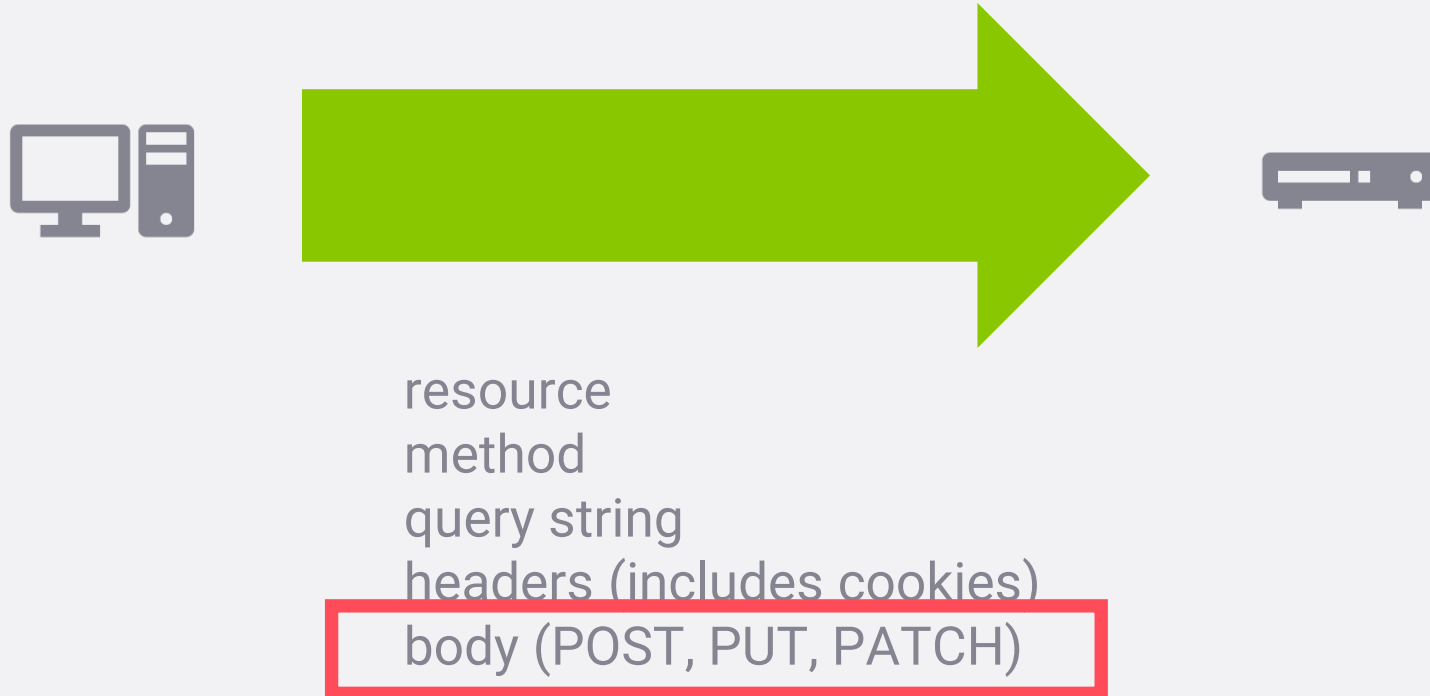 resource
method
query string
headers (includes cookies)
body (POST, PUT, PATCH)